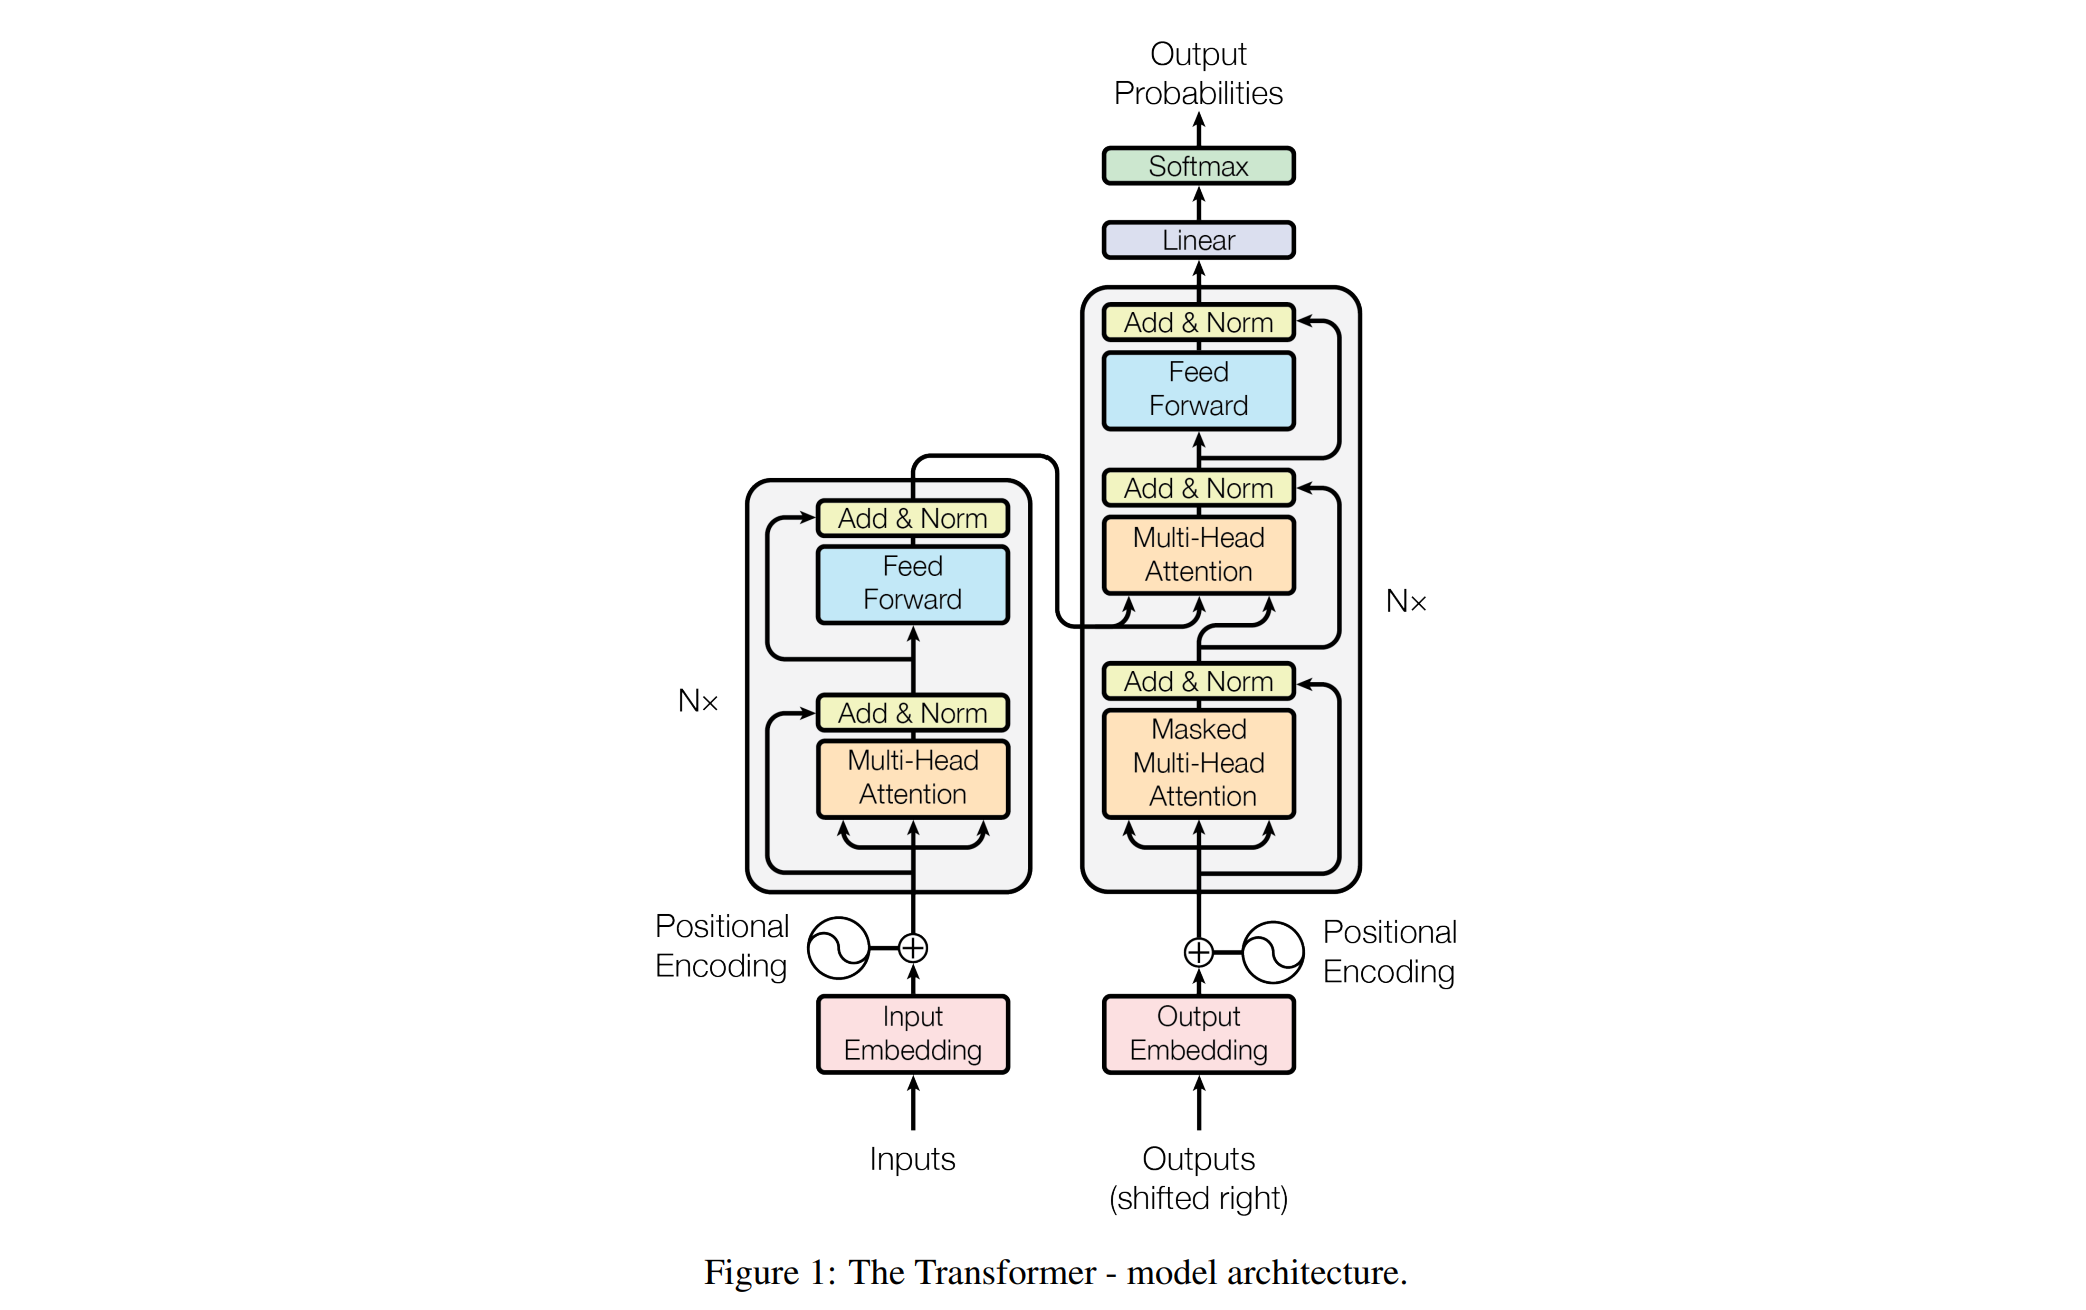 Output
Probabilities
Softmax
Linear
Add & Norm
Feed
Forward
Add & Norm
Multi-Head
Attention
N×
Add & Norm
Masked
Multi-Head
Attention
Add & Norm
Feed
Forward
N×
Add & Norm
Multi-Head
Attention
Positional
Encoding
Positional
Encoding
Input
Embedding
Output
Embedding
Inputs
Outputs
(shifted right)
Figure 1: The Transformer - model architecture.